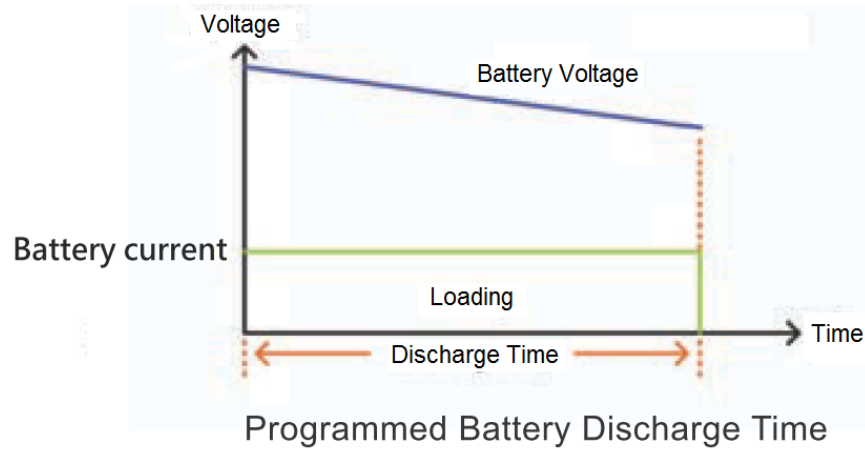 Voltage
Battery Voltage
Battery current
Loading
Time
Discharge Time
Programmed Battery Discharge Time